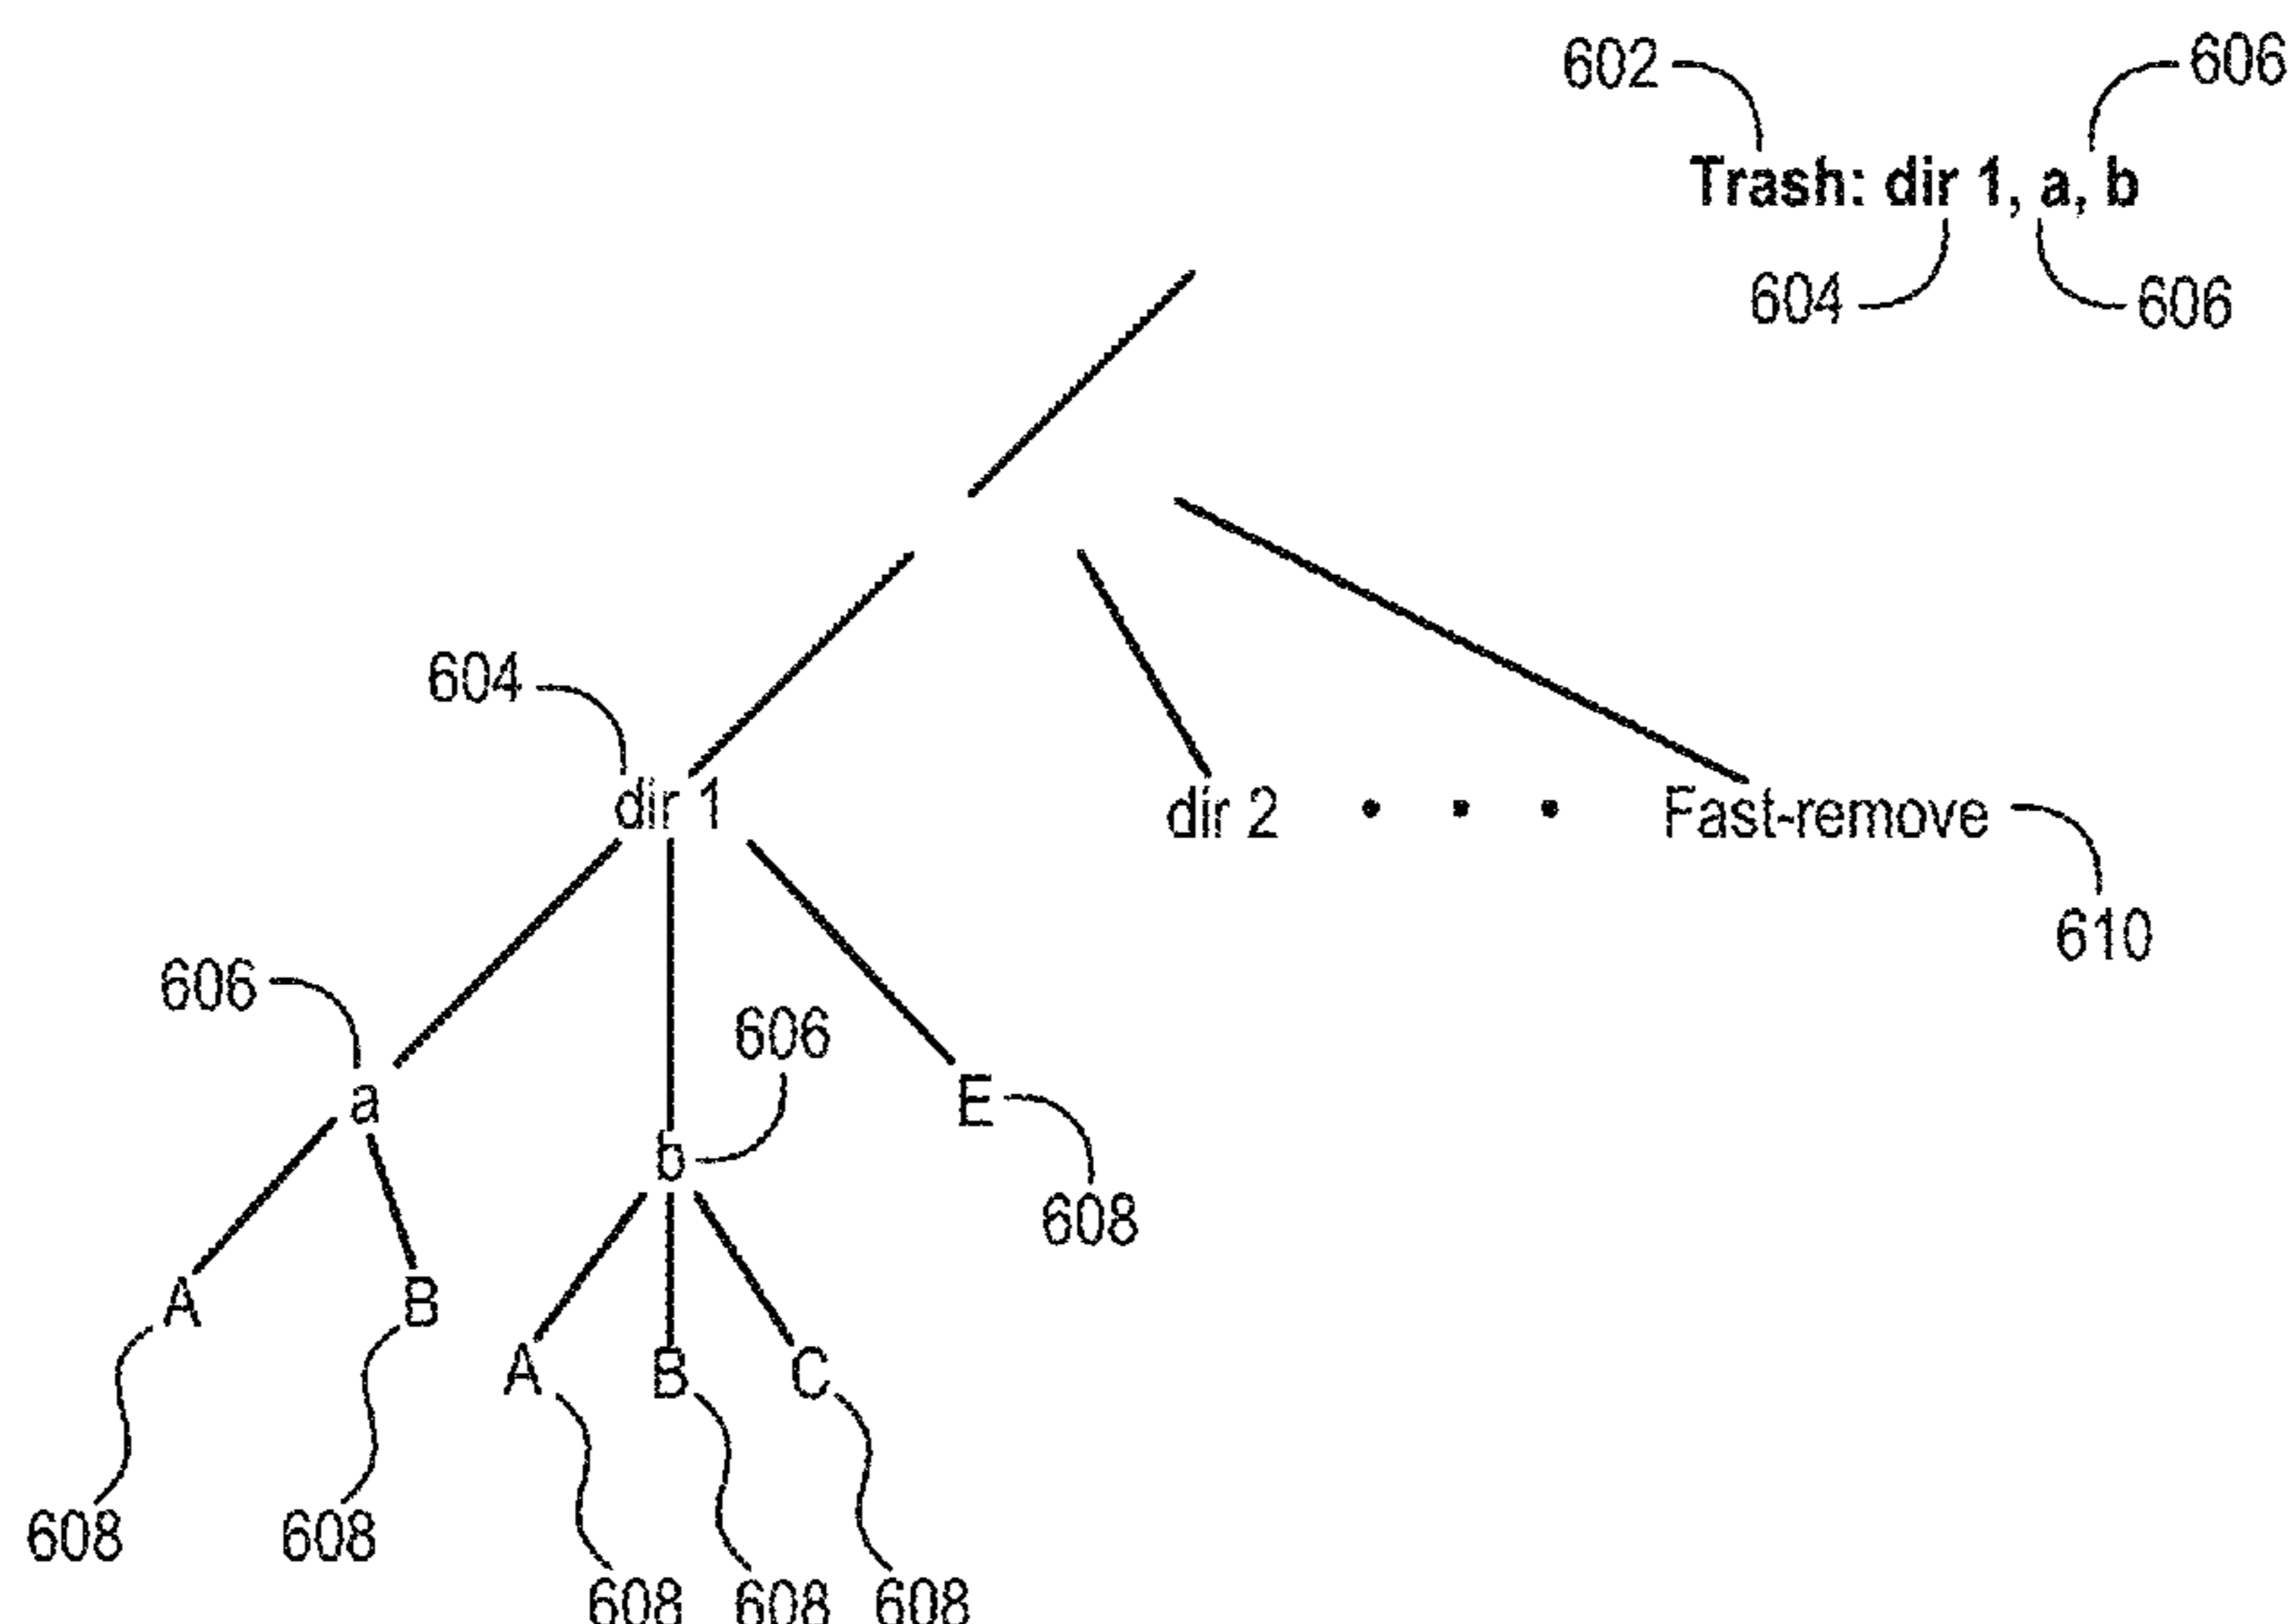 602 606
Trash: dir 1, a, b
604 606
604
dir 1 dir 2 • • • Fast-remove
610
606
606
a E
b
608
A B
A B C
608 608
608 608 608